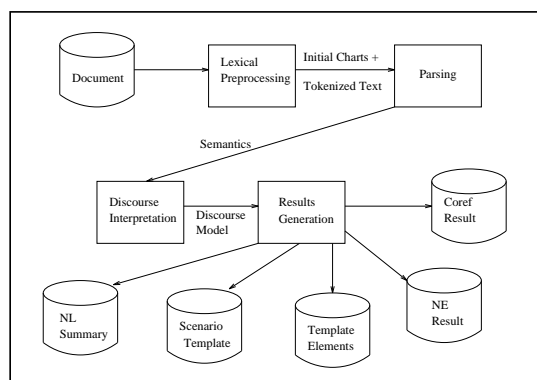 Document
Lexical
Preprocessing
Initial Charts +
Tokenized Text
Parsing
Semantics
Discourse
Interpretation
Discourse
Model
Results
Generation
Coref
Result
NL
Summary
Scenario
Template
Template
Elements
NE
Result